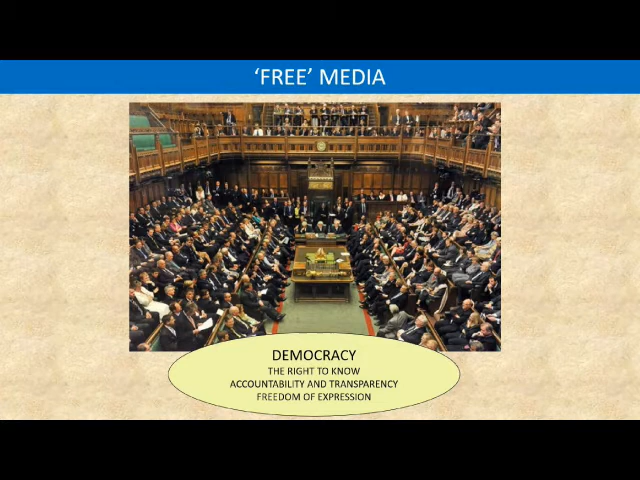 ‘FREE’ MEDIA
DEMOCRACY
THE RIGHT TO KNOW
ACCOUNTABILITY AND TRANSPARENCY
FREEDOM OF EXPRESSION